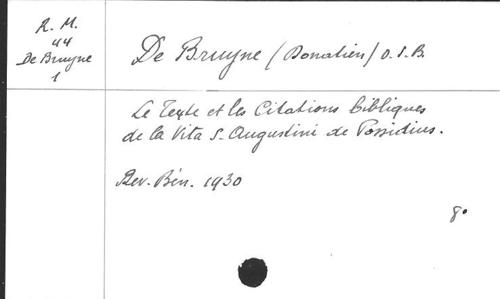 R. M.
44
De Bruyne
1
De Bruyne (Donatien) O.S.B.
Le Texte et les Citations bibliques
de la Vita S. Augustini de Possidius.
Rev. Bén. 1930
8°